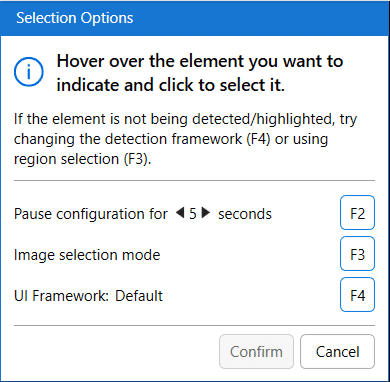 Selection Options
Hover over the element you want to
indicate and click to select it.
If the element is not being detected/highlighted, try
changing the detection framework (F4) or using
region selection (F3).
Pause configuration for 5 seconds F2
Image selection mode F3
UI Framework: Default F4
Confirm Cancel